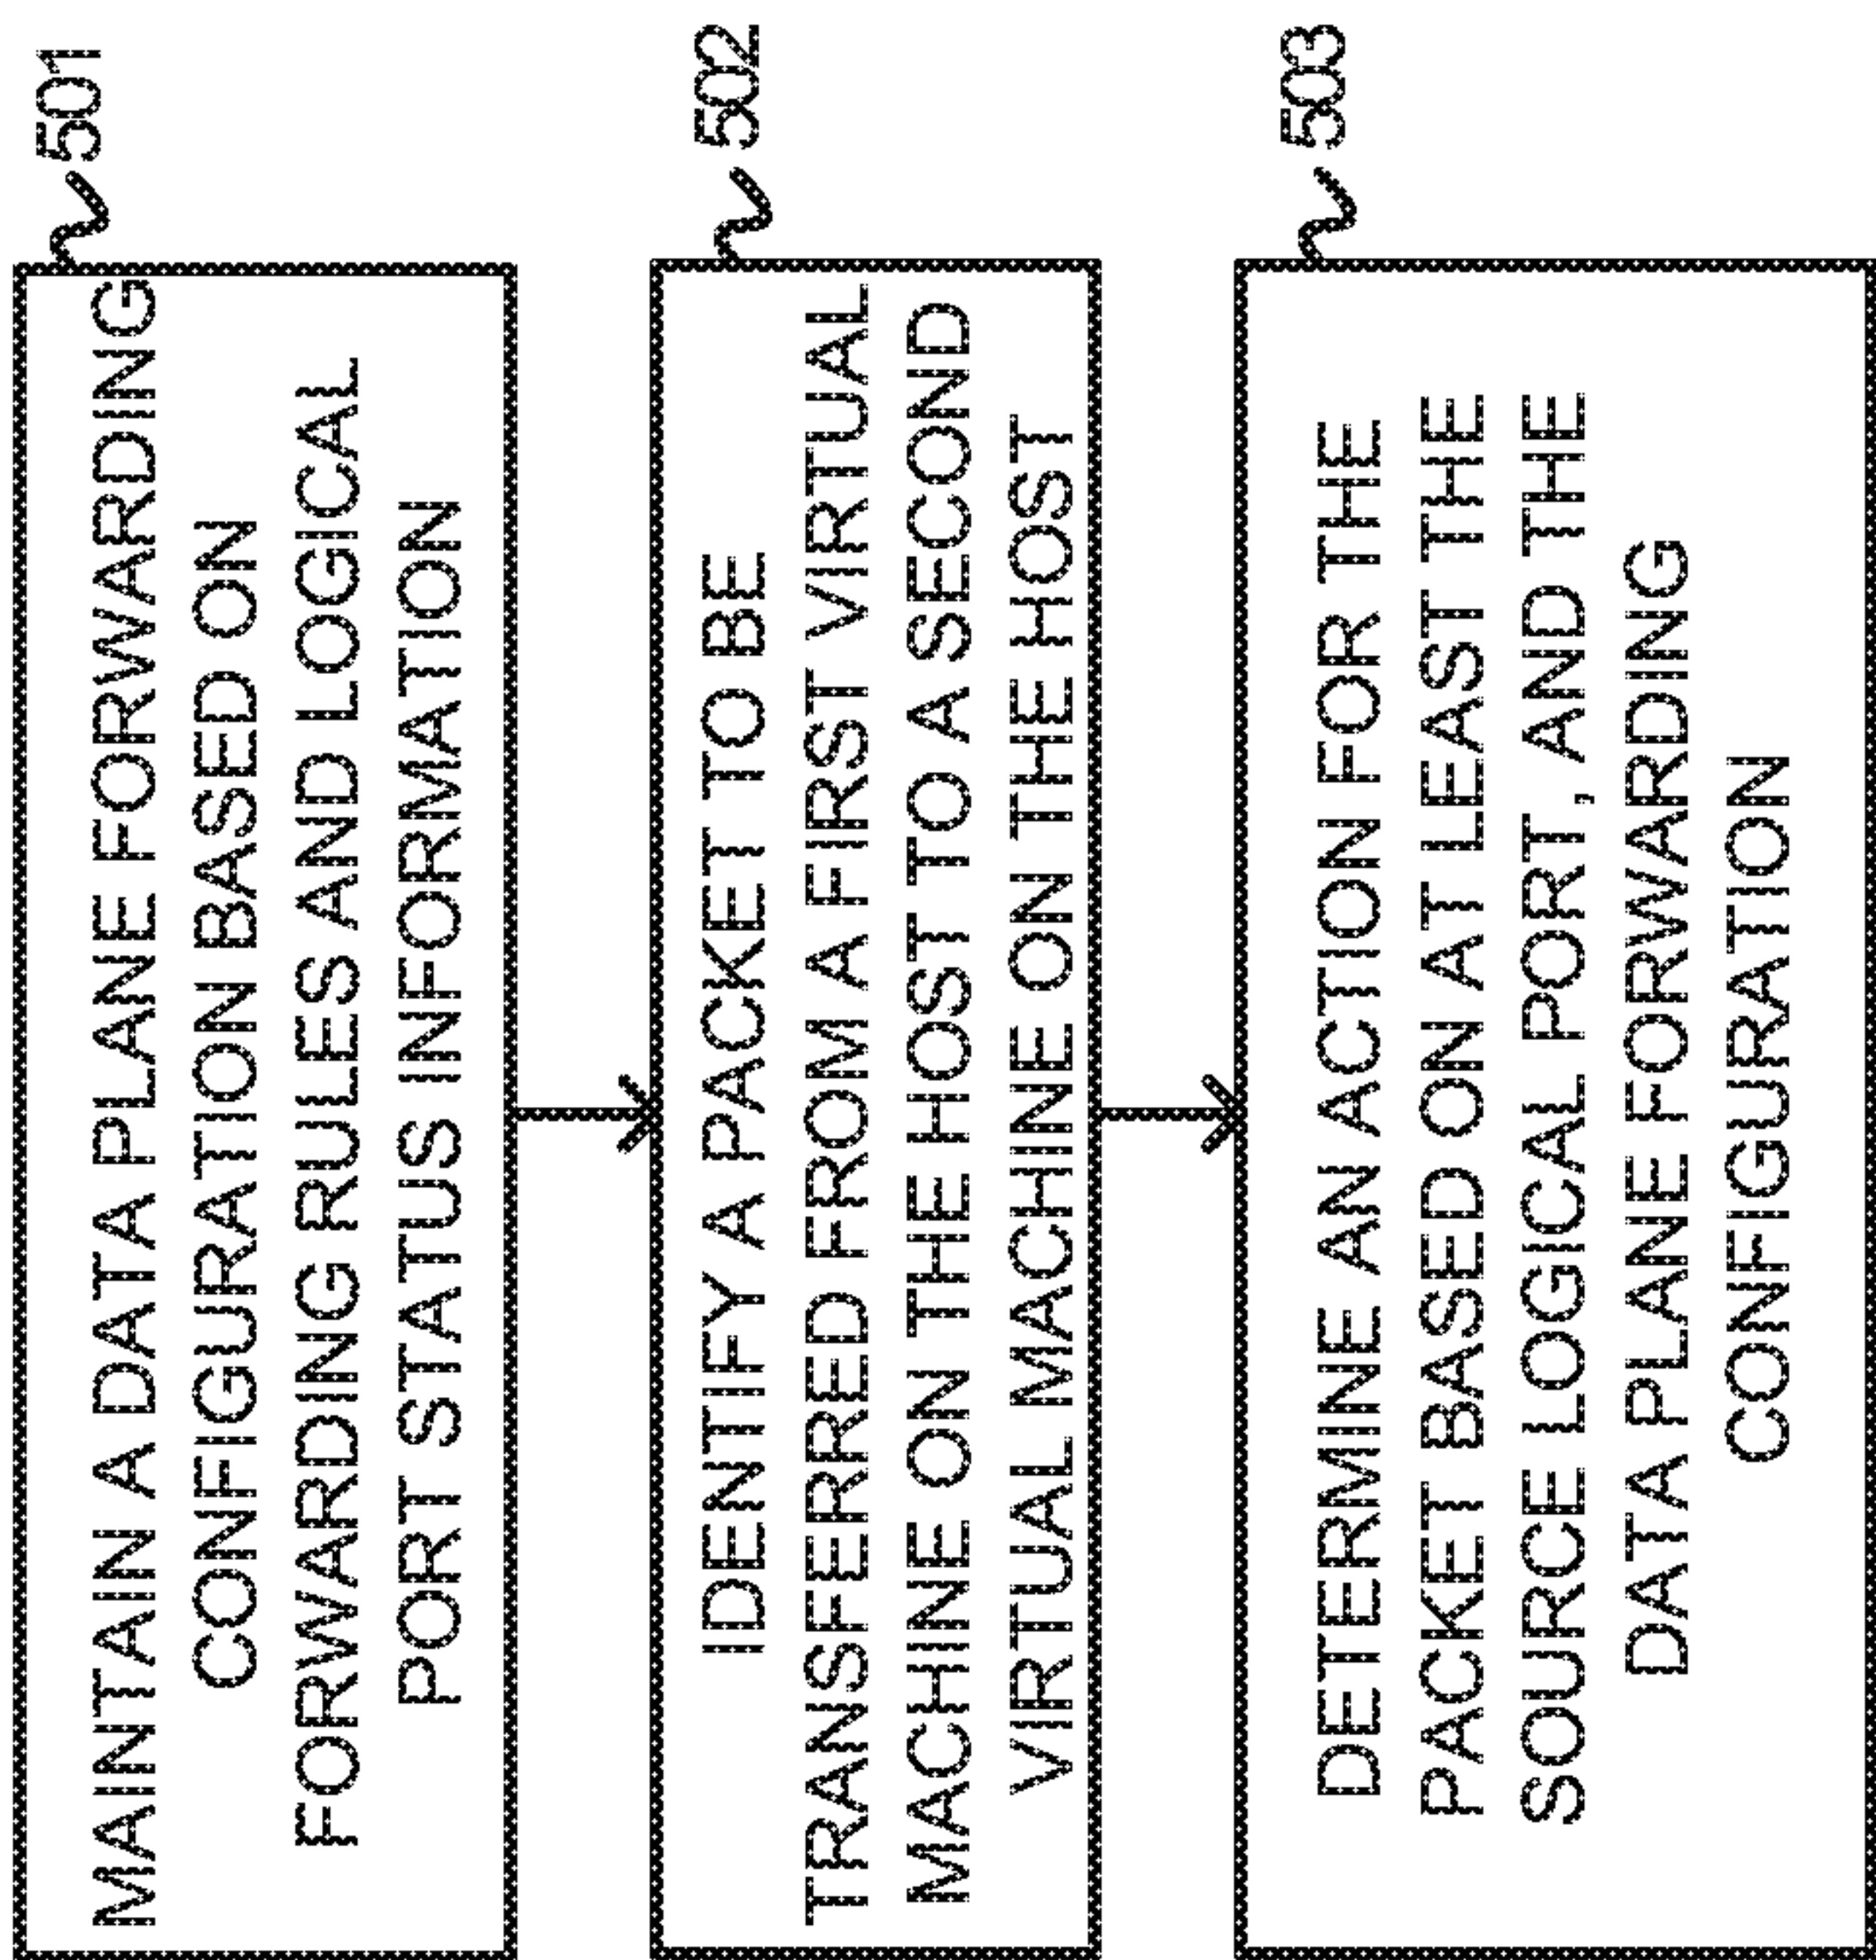 501
MAINTAIN A DATA PLANE FORWARDING
CONFIGURATION BASED ON
FORWARDING RULES AND LOGICAL
PORT STATUS INFORMATION
502
IDENTIFY A PACKET TO BE
TRANSFERRED FROM A FIRST VIRTUAL
MACHINE ON THE HOST TO A SECOND
VIRTUAL MACHINE ON THE HOST
503
DETERMINE AN ACTION FOR THE
PACKET BASED ON AT LEAST THE
SOURCE LOGICAL PORT, AND THE
DATA PLANE FORWARDING
CONFIGURATION